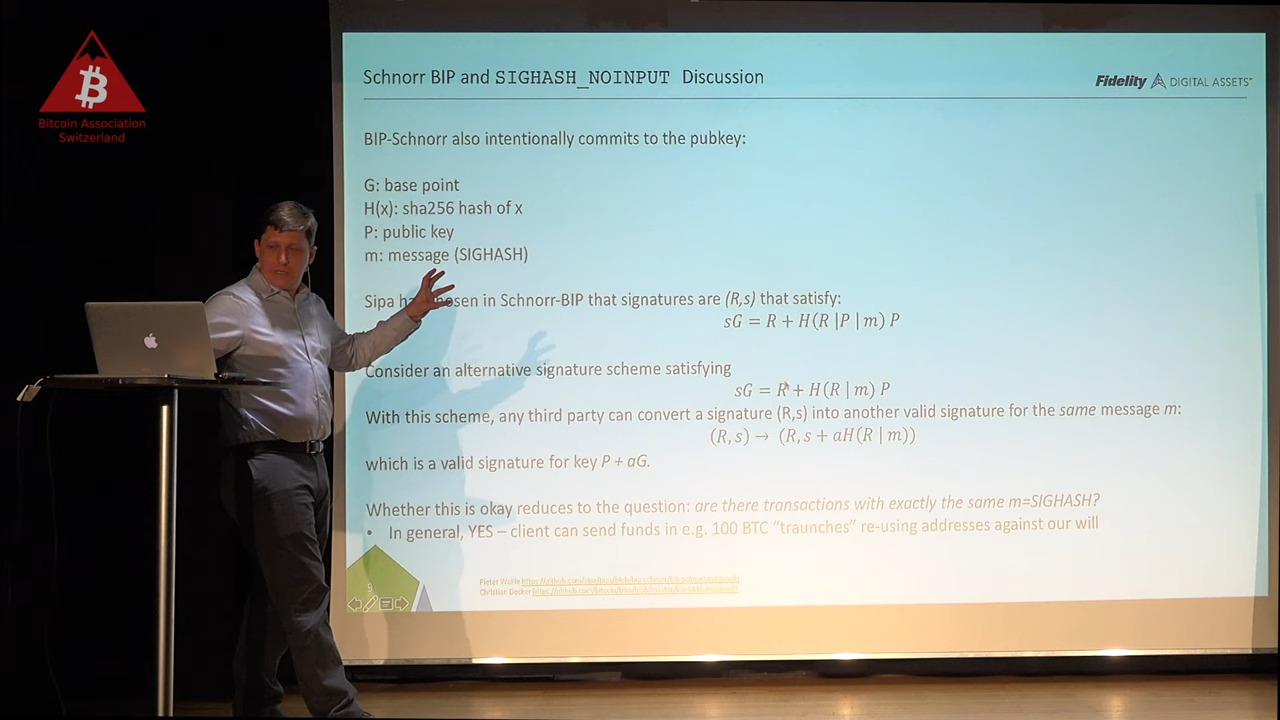 Bitcoin Association
Switzerland
Schnorr BIP and SIGHASH_NOINPUT Discussion
Fidelity DIGITAL ASSETS
BIP-Schnorr also intentionally commits to the pubkey:
G: base point
H(x): sha256 hash of x
P: public key
m: message (SIGHASH)
Sipa in Schnorr-BIP that signatures are (R,s) that satisfy:
sG = R + H(R |P | m) P
Consider an alternative signature scheme satisfying
sG = R + H(R | m) P
With this scheme, any third party can convert a signature (R,s) into another valid signature for the same message m:
(R, s) → (R, s + aH(R | m))
which is a valid signature for key P + aG.
Whether this is okay reduces to the question: are there transactions with exactly the same m=SIGHASH?
• In general, YES – client can send funds in e.g. 100 BTC “traunches” re-using addresses against our will
9
Pieter Wuille
Christian Decker